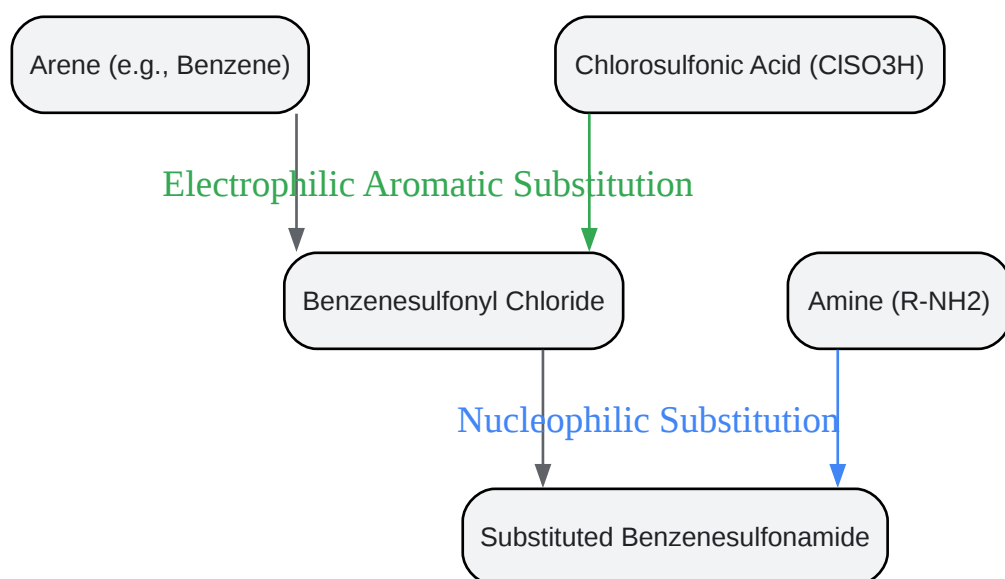 Arene (e.g., Benzene)
Chlorosulfonic Acid (ClSO3H)
Electrophilic Aromatic Substitution
Benzenesulfonyl Chloride
Amine (R-NH2)
Nucleophilic Substitution
Substituted Benzenesulfonamide